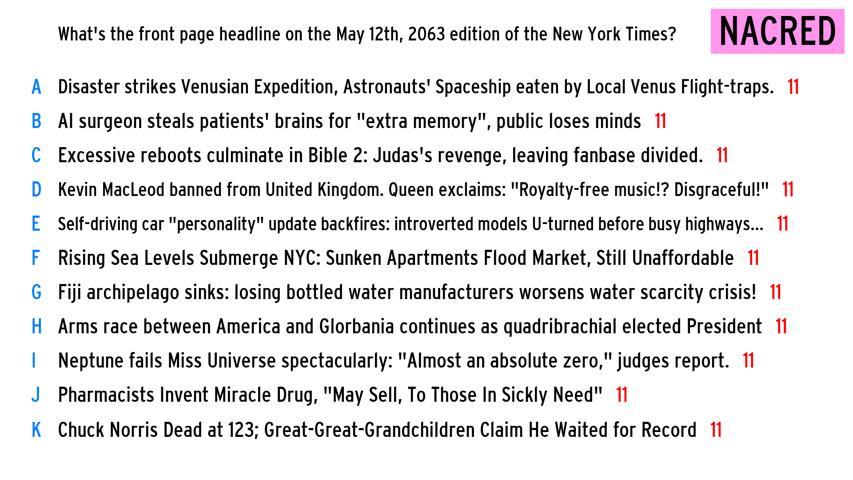 What's the front page headline on the May 12th, 2063 edition of the New York Times?
NACRED
A Disaster strikes Venusian Expedition, Astronauts' Spaceship eaten by Local Venus Flight-traps. 11
B AI surgeon steals patients' brains for "extra memory", public loses minds 11
C Excessive reboots culminate in Bible 2: Judas's revenge, leaving fanbase divided. 11
D Kevin MacLeod banned from United Kingdom. Queen exclaims: "Royalty-free music!? Disgraceful!" 11
E Self-driving car "personality" update backfires: introverted models U-turned before busy highways... 11
F Rising Sea Levels Submerge NYC: Sunken Apartments Flood Market, Still Unaffordable 11
G Fiji archipelago sinks: losing bottled water manufacturers worsens water scarcity crisis! 11
H Arms race between America and Glorbania continues as quadribrachial elected President 11
I Neptune fails Miss Universe spectacularly: "Almost an absolute zero," judges report. 11
J Pharmacists Invent Miracle Drug, "May Sell, To Those In Sickly Need" 11
K Chuck Norris Dead at 123; Great-Great-Grandchildren Claim He Waited for Record 11